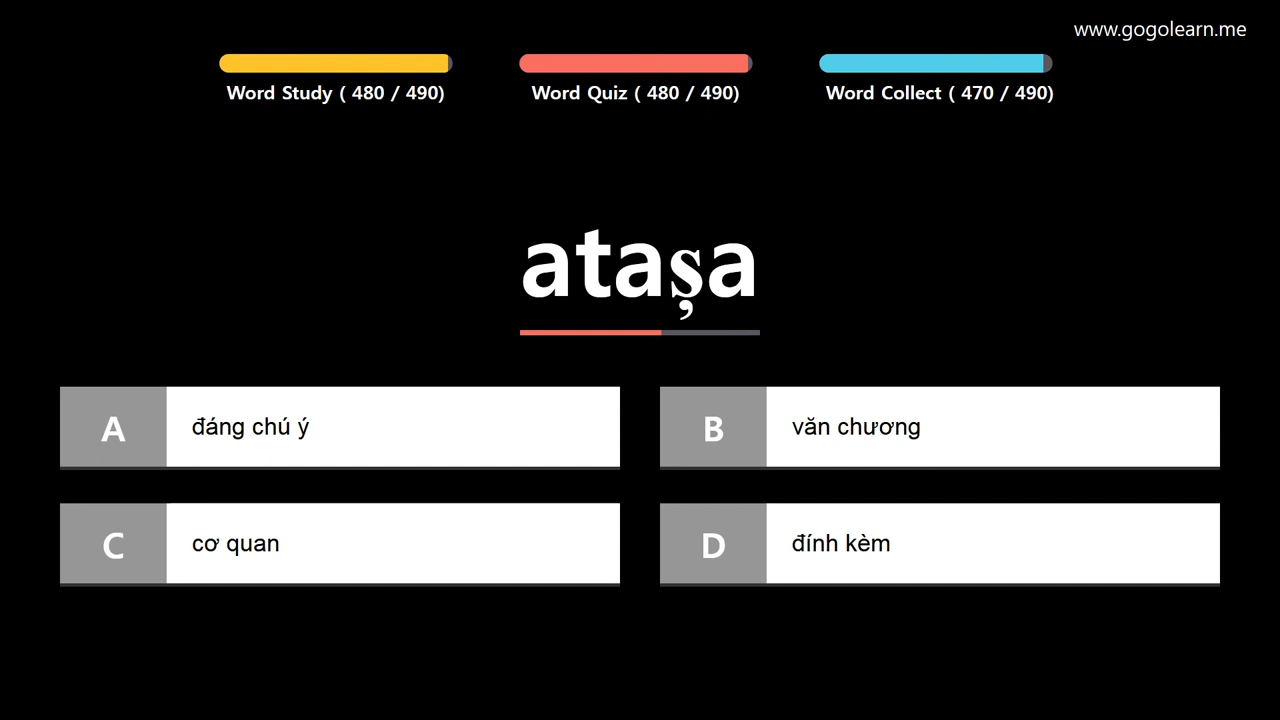 www.gogolearn.me
Word Study ( 480 / 490)
Word Quiz ( 480 / 490)
Word Collect ( 470 / 490)
atașa
A
đáng chú ý
B
văn chương
C
cơ quan
D
đính kèm